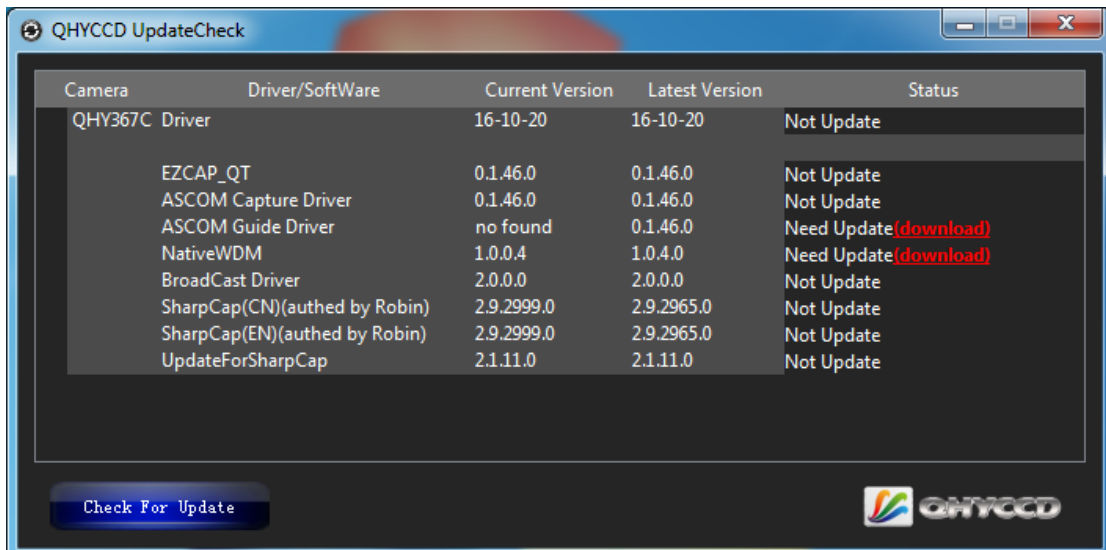 QHYCCD UpdateCheck
Camera Driver/SoftWare Current Version Latest Version Status
QHY367C Driver 16-10-20 16-10-20 Not Update
EZCAP_QT 0.1.46.0 0.1.46.0 Not Update
ASCOM Capture Driver 0.1.46.0 0.1.46.0 Not Update
ASCOM Guide Driver no found 0.1.46.0 Need Update(download)
NativeWDM 1.0.0.4 1.0.4.0 Need Update(download)
BroadCast Driver 2.0.0.0 2.0.0.0 Not Update
SharpCap(CN)(authed by Robin) 2.9.2999.0 2.9.2965.0 Not Update
SharpCap(EN)(authed by Robin) 2.9.2999.0 2.9.2965.0 Not Update
UpdateForSharpCap 2.1.11.0 2.1.11.0 Not Update
Check For Update QHYCCD